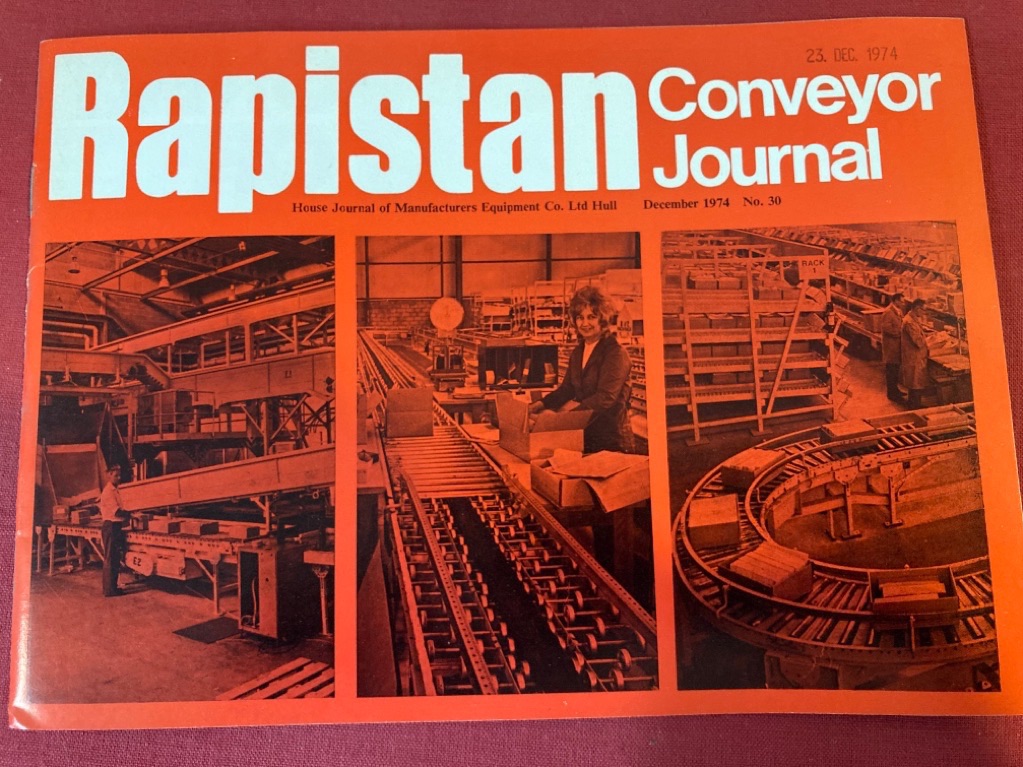 23. DEC. 1974
Rapistan Conveyor
Journal
House Journal of Manufacturers Equipment Co. Ltd Hull December 1974 No. 30
RACK
1